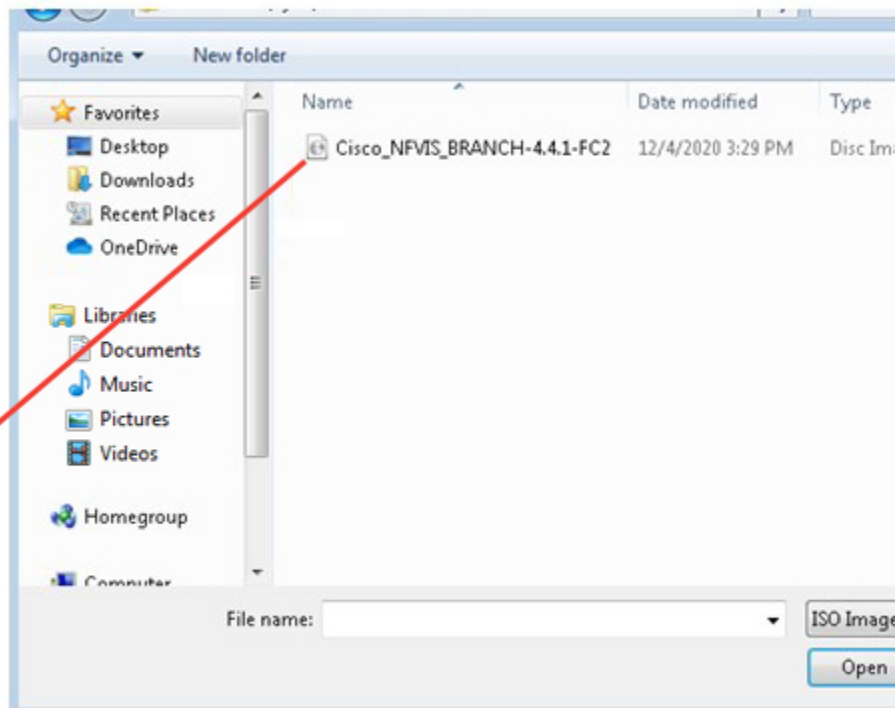 Organize New folder
Name Date modified Type
Favorites
Cisco_NFVIS_BRANCH-4.4.1-FC2 12/4/2020 3:29 PM Disc Ima
Desktop
Downloads
Recent Places
OneDrive
Libraries
Documents
Music
Pictures
Videos
Homegroup
Computer
File name: ISO Image
Open